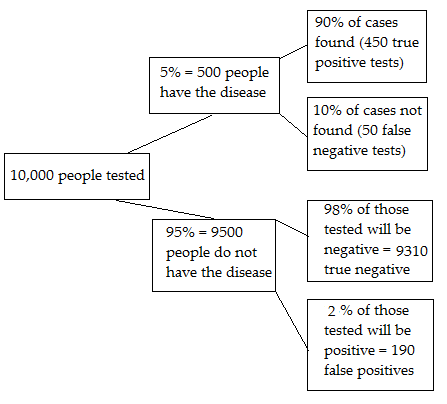 90% of cases
found (450 true
positive tests)
5% = 500 people
have the disease
10% of cases not
found (50 false
negative tests)
10,000 people tested
98% of those
tested will be
negative = 9310
true negative
95% = 9500
people do not
have the disease
2 % of those
tested will be
positive = 190
false positives